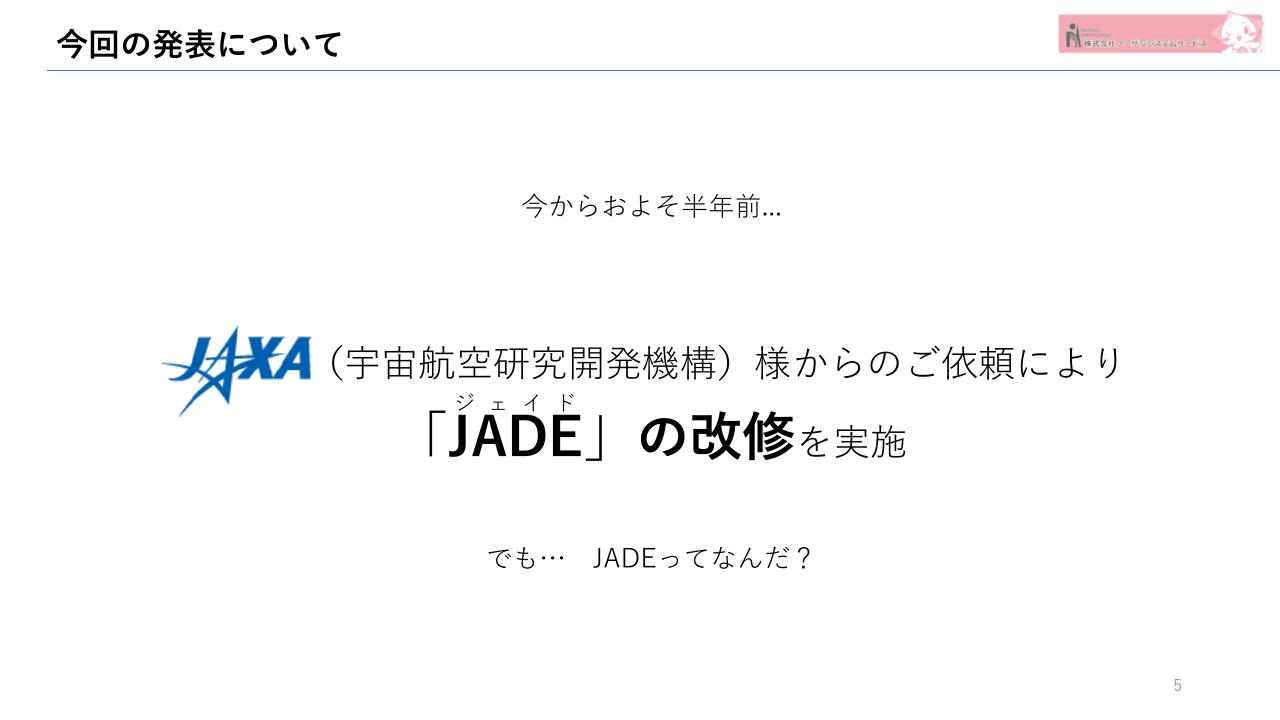 今回の発表について
株式会社 ノーザンシステムサービス
今からおよそ半年前...
JAXA（宇宙航空研究開発機構）様からのご依頼により
ジェイド
「JADE」の改修を実施
でも… JADEってなんだ？
5